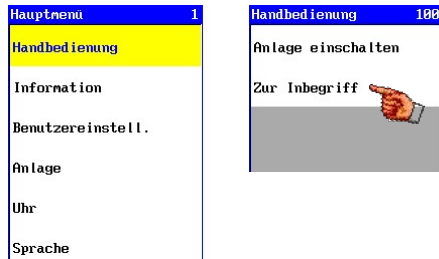 Hauptmenü 1
Handbedienung
Information
Benutzereinstell.
Anlage
Uhr
Sprache
Handbedienung 100
Anlage einschalten
Zur Inbegriff